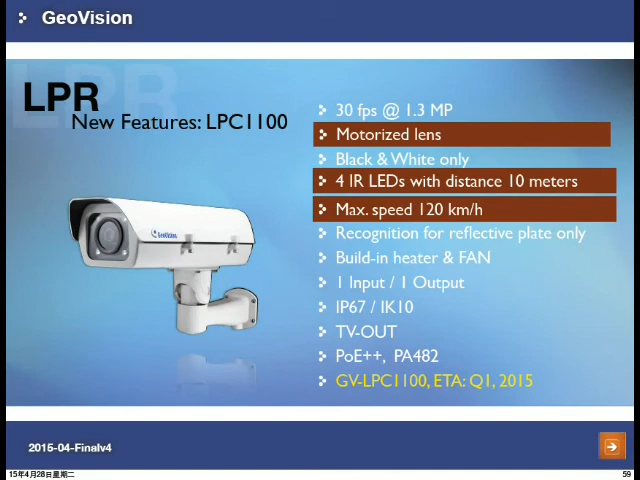 GeoVision
LPR
LPR
New Features: LPC1100
30 fps @ 1.3 MP
Motorized lens
Black & White only
4 IR LEDs with distance 10 meters
Max. speed 120 km/h
Recognition for reflective plate only
Build-in heater & FAN
1 Input / 1 Output
IP67 / IK10
TV-OUT
PoE++, PA482
GV-LPC1100, ETA: Q1, 2015
GeoVision
2015-04-Finalv4
15年4月28日星期二
59